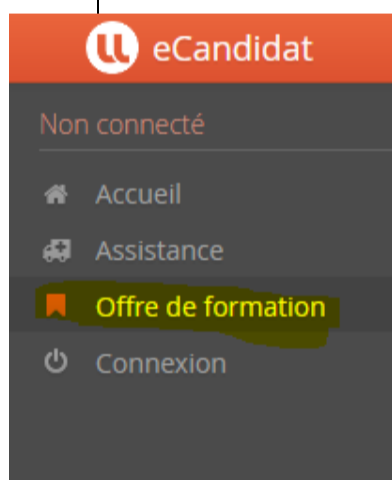 eCandidat
Non connecté
Accueil
Assistance
Offre de formation
Connexion